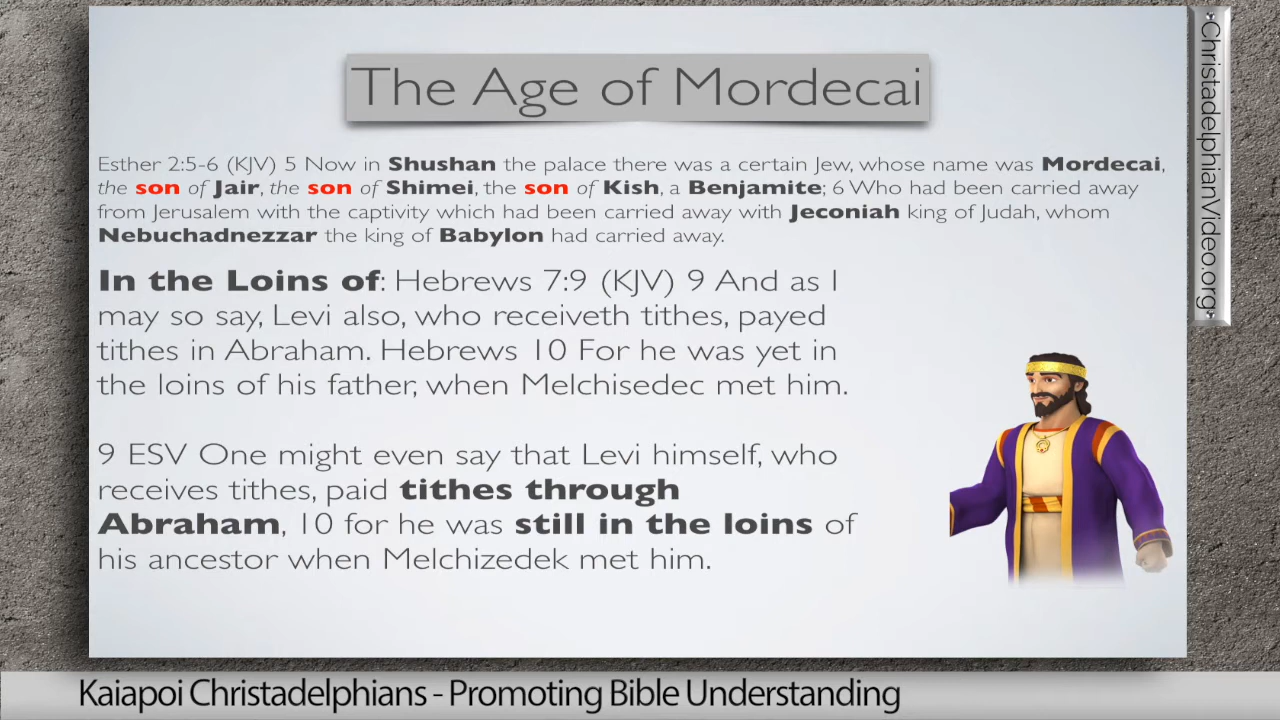 The Age of Mordecai
Esther 2:5-6 (KJV) 5 Now in Shushan the palace there was a certain Jew, whose name was Mordecai,
the son of Jair, the son of Shimei, the son of Kish, a Benjamite; 6 Who had been carried away
from Jerusalem with the captivity which had been carried away with Jeconiah king of Judah, whom
Nebuchadnezzar the king of Babylon had carried away.
In the Loins of: Hebrews 7:9 (KJV) 9 And as I
may so say, Levi also, who receiveth tithes, payed
tithes in Abraham. Hebrews 10 For he was yet in
the loins of his father, when Melchisedec met him.
9 ESV One might even say that Levi himself, who
receives tithes, paid tithes through
Abraham, 10 for he was still in the loins of
his ancestor when Melchizedek met him.
ChristadelphianVideo.org
Kaiapoi Christadelphians - Promoting Bible Understanding